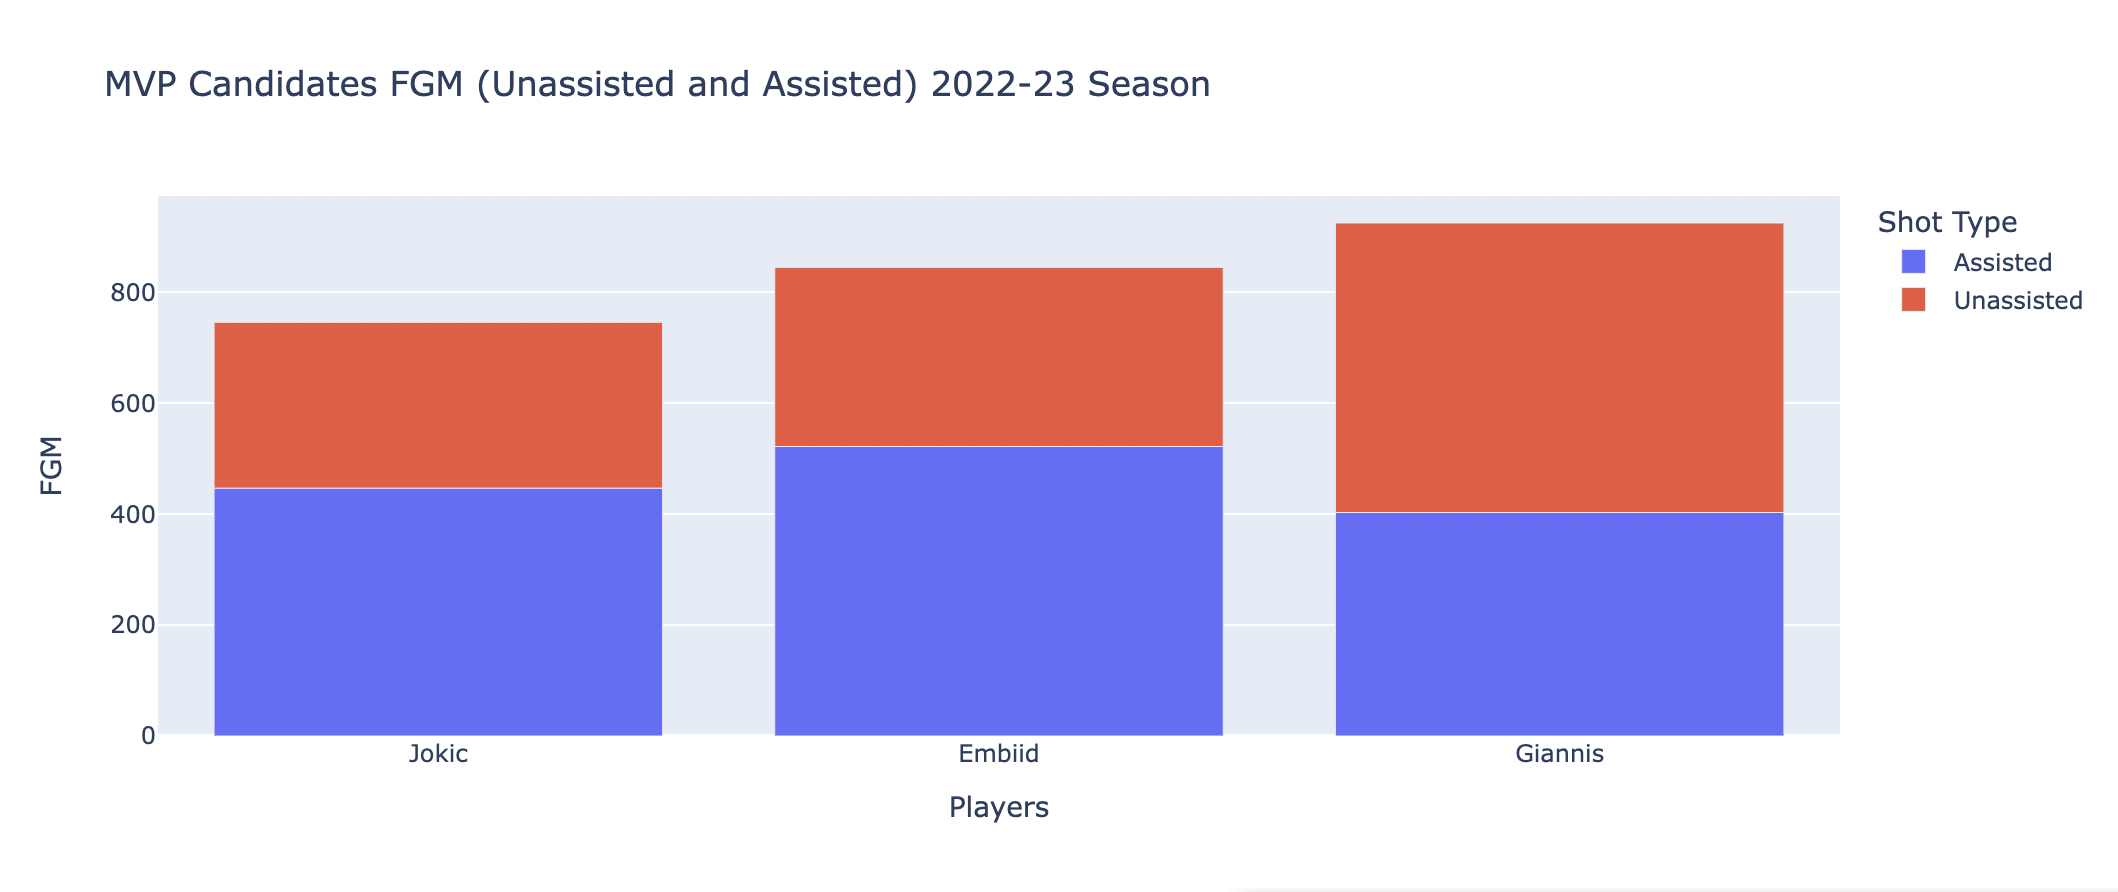 MVP Candidates FGM (Unassisted and Assisted) 2022-23 Season
Shot Type
Assisted
Unassisted
FGM
800
600
400
200
0
Jokic
Embiid
Giannis
Players